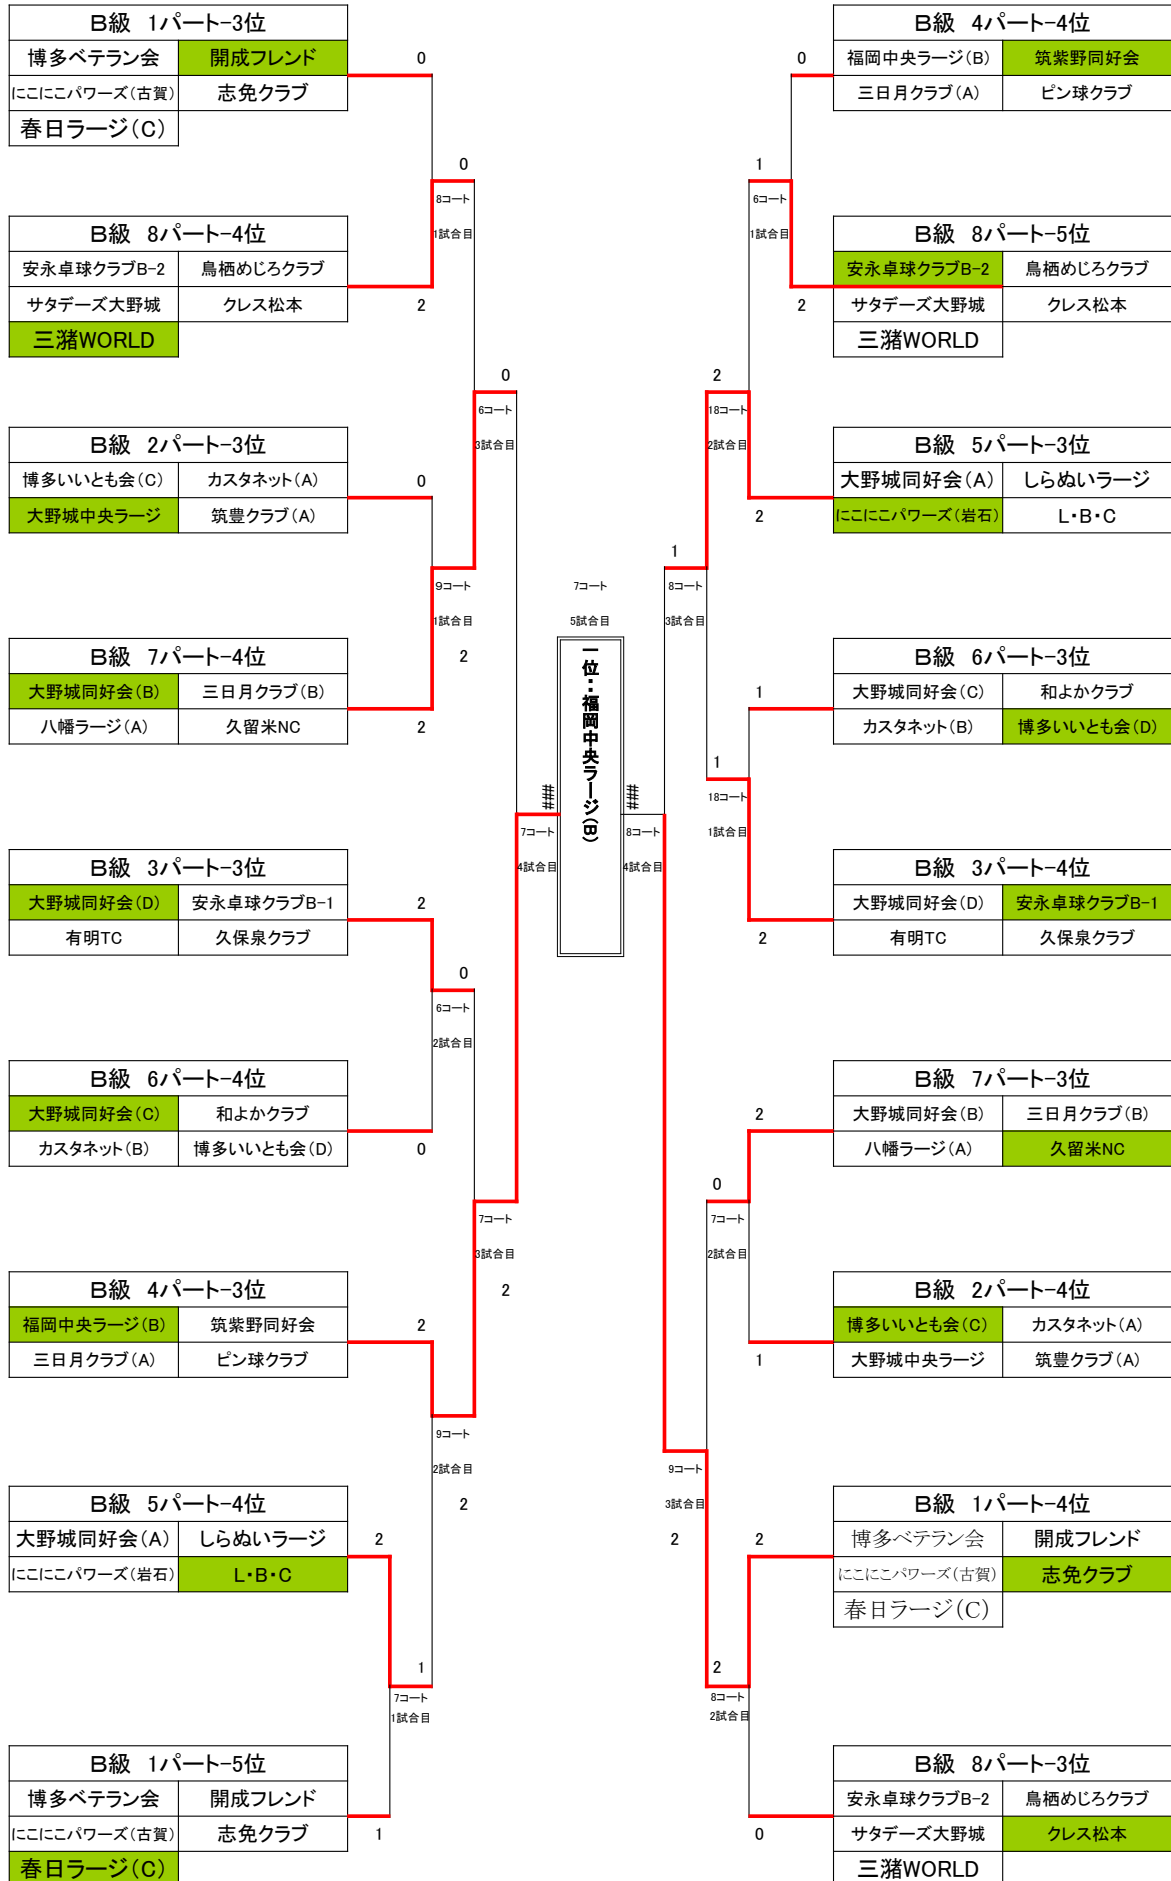 B級 1パート-3位
博多ベテラン会 開成フレンド
にこにこパワーズ(古賀) 志免クラブ
春日ラージ(C)
0
0
8コート
1試合目
B級 8パート-4位
安永卓球クラブB-2 鳥栖めじろクラブ
サタデーズ大野城 クレス松本
三潴WORLD
2
0
6コート
3試合目
B級 2パート-3位
博多いいとも会(C) カスタネット(A)
大野城中央ラージ 筑豊クラブ(A)
0
9コート
1試合目
2
B級 7パート-4位
大野城同好会(B) 三日月クラブ(B)
八幡ラージ(A) 久留米NC
2
####
7コート
4試合目
B級 3パート-3位
大野城同好会(D) 安永卓球クラブB-1
有明TC 久保泉クラブ
2
0
6コート
2試合目
B級 6パート-4位
大野城同好会(C) 和よかクラブ
カスタネット(B) 博多いいとも会(D)
0
7コート
3試合目
2
B級 4パート-3位
福岡中央ラージ(B) 筑紫野同好会
三日月クラブ(A) ピン球クラブ
2
9コート
2試合目
2
B級 5パート-4位
大野城同好会(A) しらぬいラージ
にこにこパワーズ(岩石) L・B・C
2
1
7コート
1試合目
B級 1パート-5位
博多ベテラン会 開成フレンド
にこにこパワーズ(古賀) 志免クラブ
春日ラージ(C)
1
7コート
5試合目
一位：福岡中央ラージ(B)
B級 4パート-4位
福岡中央ラージ(B) 筑紫野同好会
三日月クラブ(A) ピン球クラブ
0
1
6コート
1試合目
B級 8パート-5位
安永卓球クラブB-2 鳥栖めじろクラブ
サタデーズ大野城 クレス松本
三潴WORLD
2
2
18コート
2試合目
B級 5パート-3位
大野城同好会(A) しらぬいラージ
にこにこパワーズ(岩石) L・B・C
2
1
8コート
3試合目
B級 6パート-3位
大野城同好会(C) 和よかクラブ
カスタネット(B) 博多いいとも会(D)
1
1
18コート
1試合目
####
8コート
4試合目
B級 3パート-4位
大野城同好会(D) 安永卓球クラブB-1
有明TC 久保泉クラブ
2
B級 7パート-3位
大野城同好会(B) 三日月クラブ(B)
八幡ラージ(A) 久留米NC
2
0
7コート
2試合目
B級 2パート-4位
博多いいとも会(C) カスタネット(A)
大野城中央ラージ 筑豊クラブ(A)
1
9コート
3試合目
2
B級 1パート-4位
博多ベテラン会 開成フレンド
にこにこパワーズ(古賀) 志免クラブ
春日ラージ(C)
2
2
8コート
2試合目
B級 8パート-3位
安永卓球クラブB-2 鳥栖めじろクラブ
サタデーズ大野城 クレス松本
三潴WORLD
0